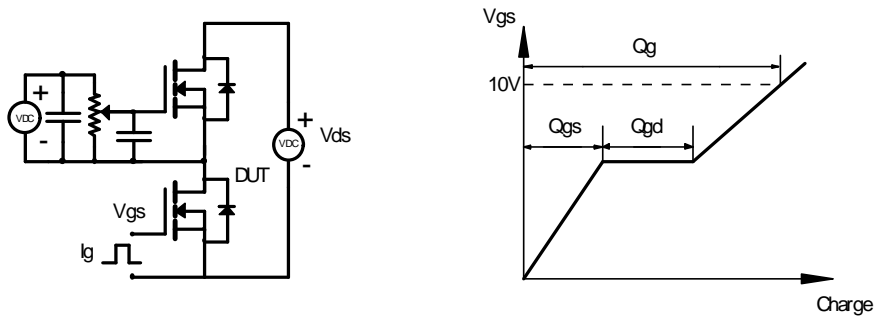 +
VDC
-
+
VDC
-
Vds
DUT
Vgs
Ig
Vgs
Qg
10V
Qgs
Qgd
Charge